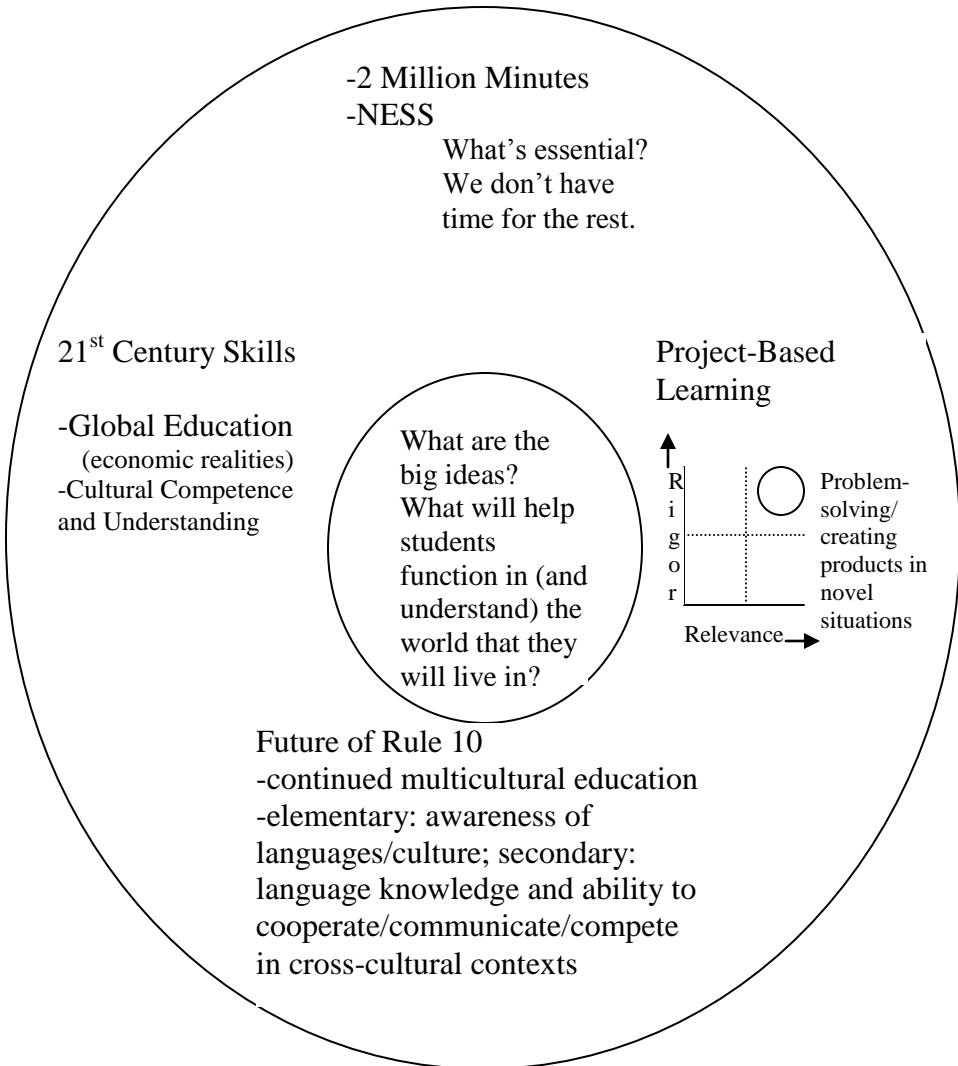 -2 Million Minutes
-NESS
What's essential?
We don't have
time for the rest.
21st Century Skills
-Global Education
(economic realities)
-Cultural Competence
and Understanding
What are the
big ideas?
What will help
students
function in (and
understand) the
world that they
will live in?
Project-Based
Learning
Rigor
Problem-
solving/
creating
products in
novel
situations
Relevance
Future of Rule 10
-continued multicultural education
-elementary: awareness of
languages/culture; secondary:
language knowledge and ability to
cooperate/communicate/compete
in cross-cultural contexts